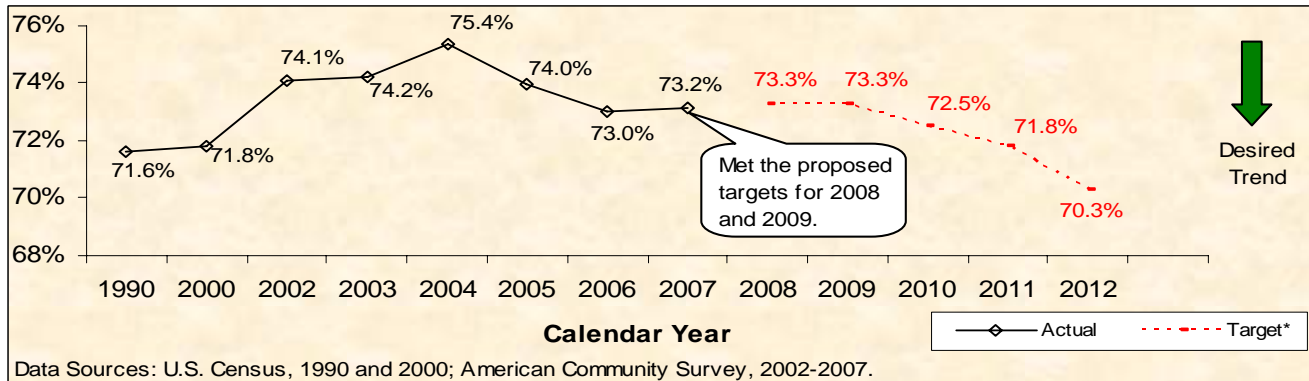 76%
74%
72%
70%
68%
71.6%
71.8%
74.1%
74.2%
75.4%
74.0%
73.0%
73.2%
73.3%
73.3%
72.5%
71.8%
70.3%
Met the proposed
targets for 2008
and 2009.
Desired
Trend
1990 2000 2002 2003 2004 2005 2006 2007 2008 2009 2010 2011 2012
Calendar Year
Actual Target*
Data Sources: U.S. Census, 1990 and 2000; American Community Survey, 2002-2007.